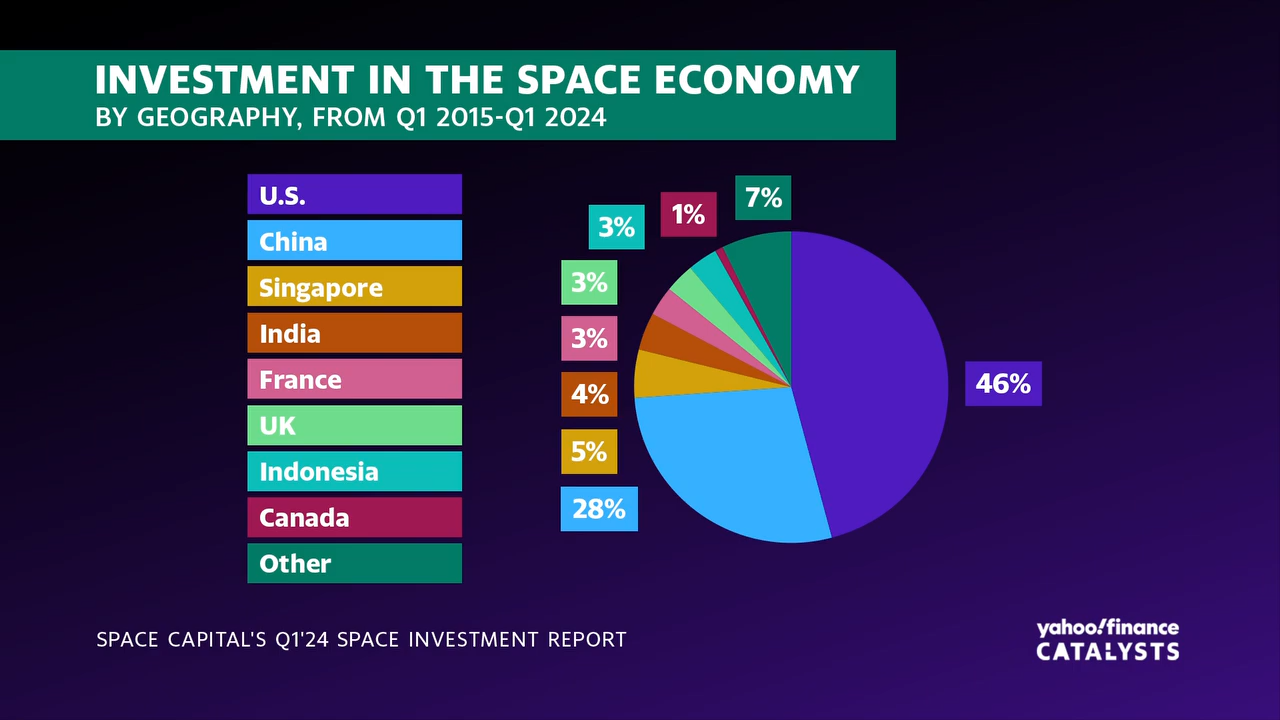 INVESTMENT IN THE SPACE ECONOMY
BY GEOGRAPHY, FROM Q1 2015-Q1 2024
U.S.
China
Singapore
India
France
UK
Indonesia
Canada
Other
7%
1%
3%
3%
3%
4%
5%
28%
46%
SPACE CAPITAL'S Q1'24 SPACE INVESTMENT REPORT
yahoo!finance
CATALYSTS